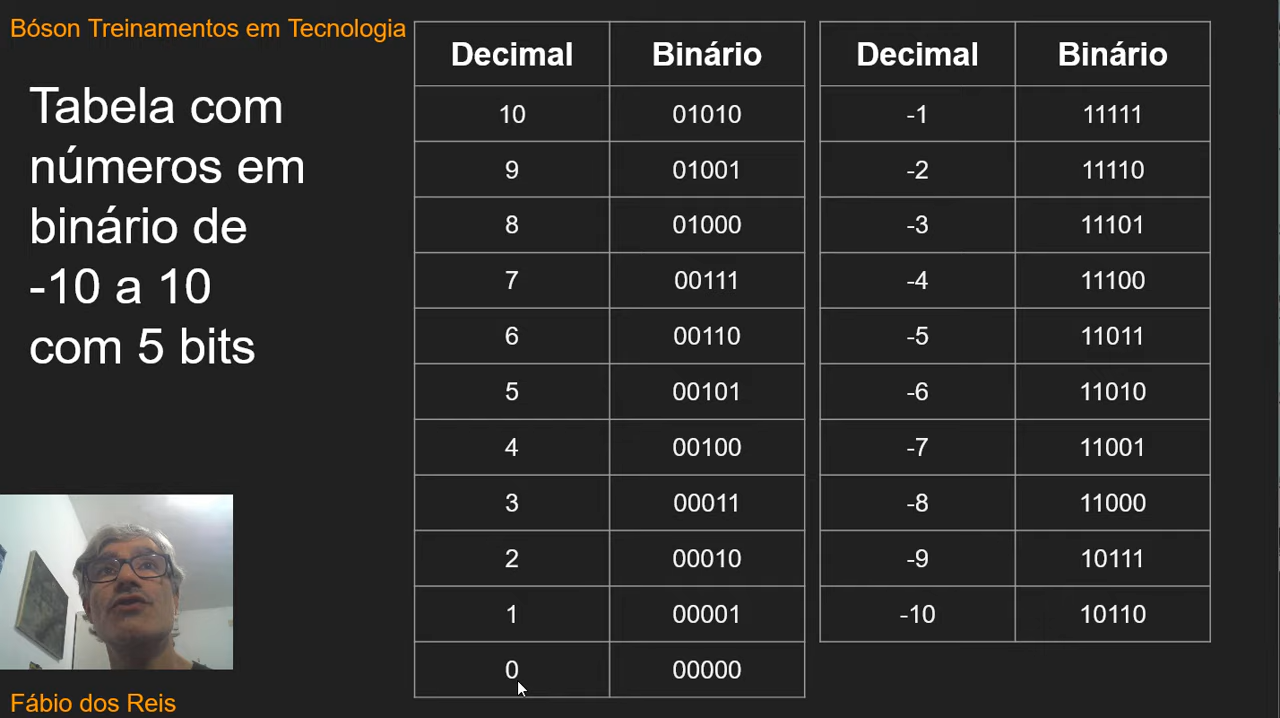 Bóson Treinamentos em Tecnologia
Tabela com
números em
binário de
-10 a 10
com 5 bits
Decimal Binário
10 01010
9 01001
8 01000
7 00111
6 00110
5 00101
4 00100
3 00011
2 00010
1 00001
0 00000
Decimal Binário
-1 11111
-2 11110
-3 11101
-4 11100
-5 11011
-6 11010
-7 11001
-8 11000
-9 10111
-10 10110
Fábio dos Reis